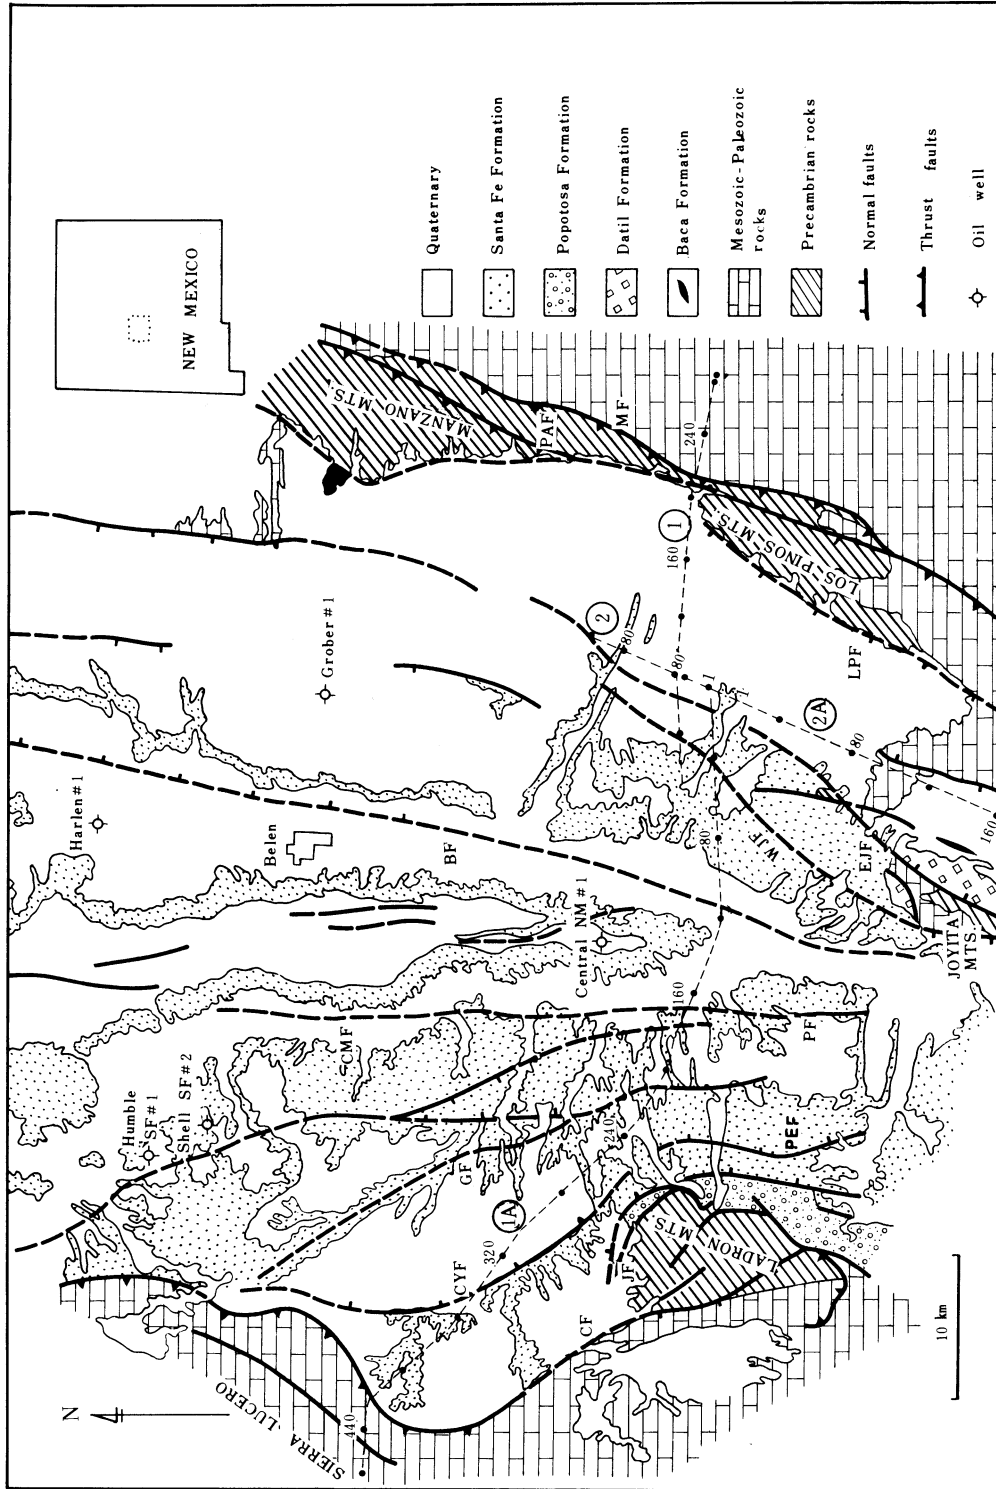 NEW MEXICO
Quaternary
Santa Fe Formation
Popotosa Formation
Datil Formation
Baca Formation
Mesozoic-Paleozoic
rocks
Precambrian rocks
Normal faults
Thrust faults
Oil well
N
SIERRA LUCERO
Humble
SF#1
Shell SF#2
Harlen#1
Belen
Grober#1
Central NM#1
MANZANO MTS.
LOS PINOS MTS.
LADRON
MTS
JOYITA
MTS
CMF
BF
PAF
MF
GF
CYF
CF
JF
PEF
PF
WJF
EJF
LPF
1
2
1A
2A
440
320
240
160
80
80
1
1
80
160
240
80
160
10 km